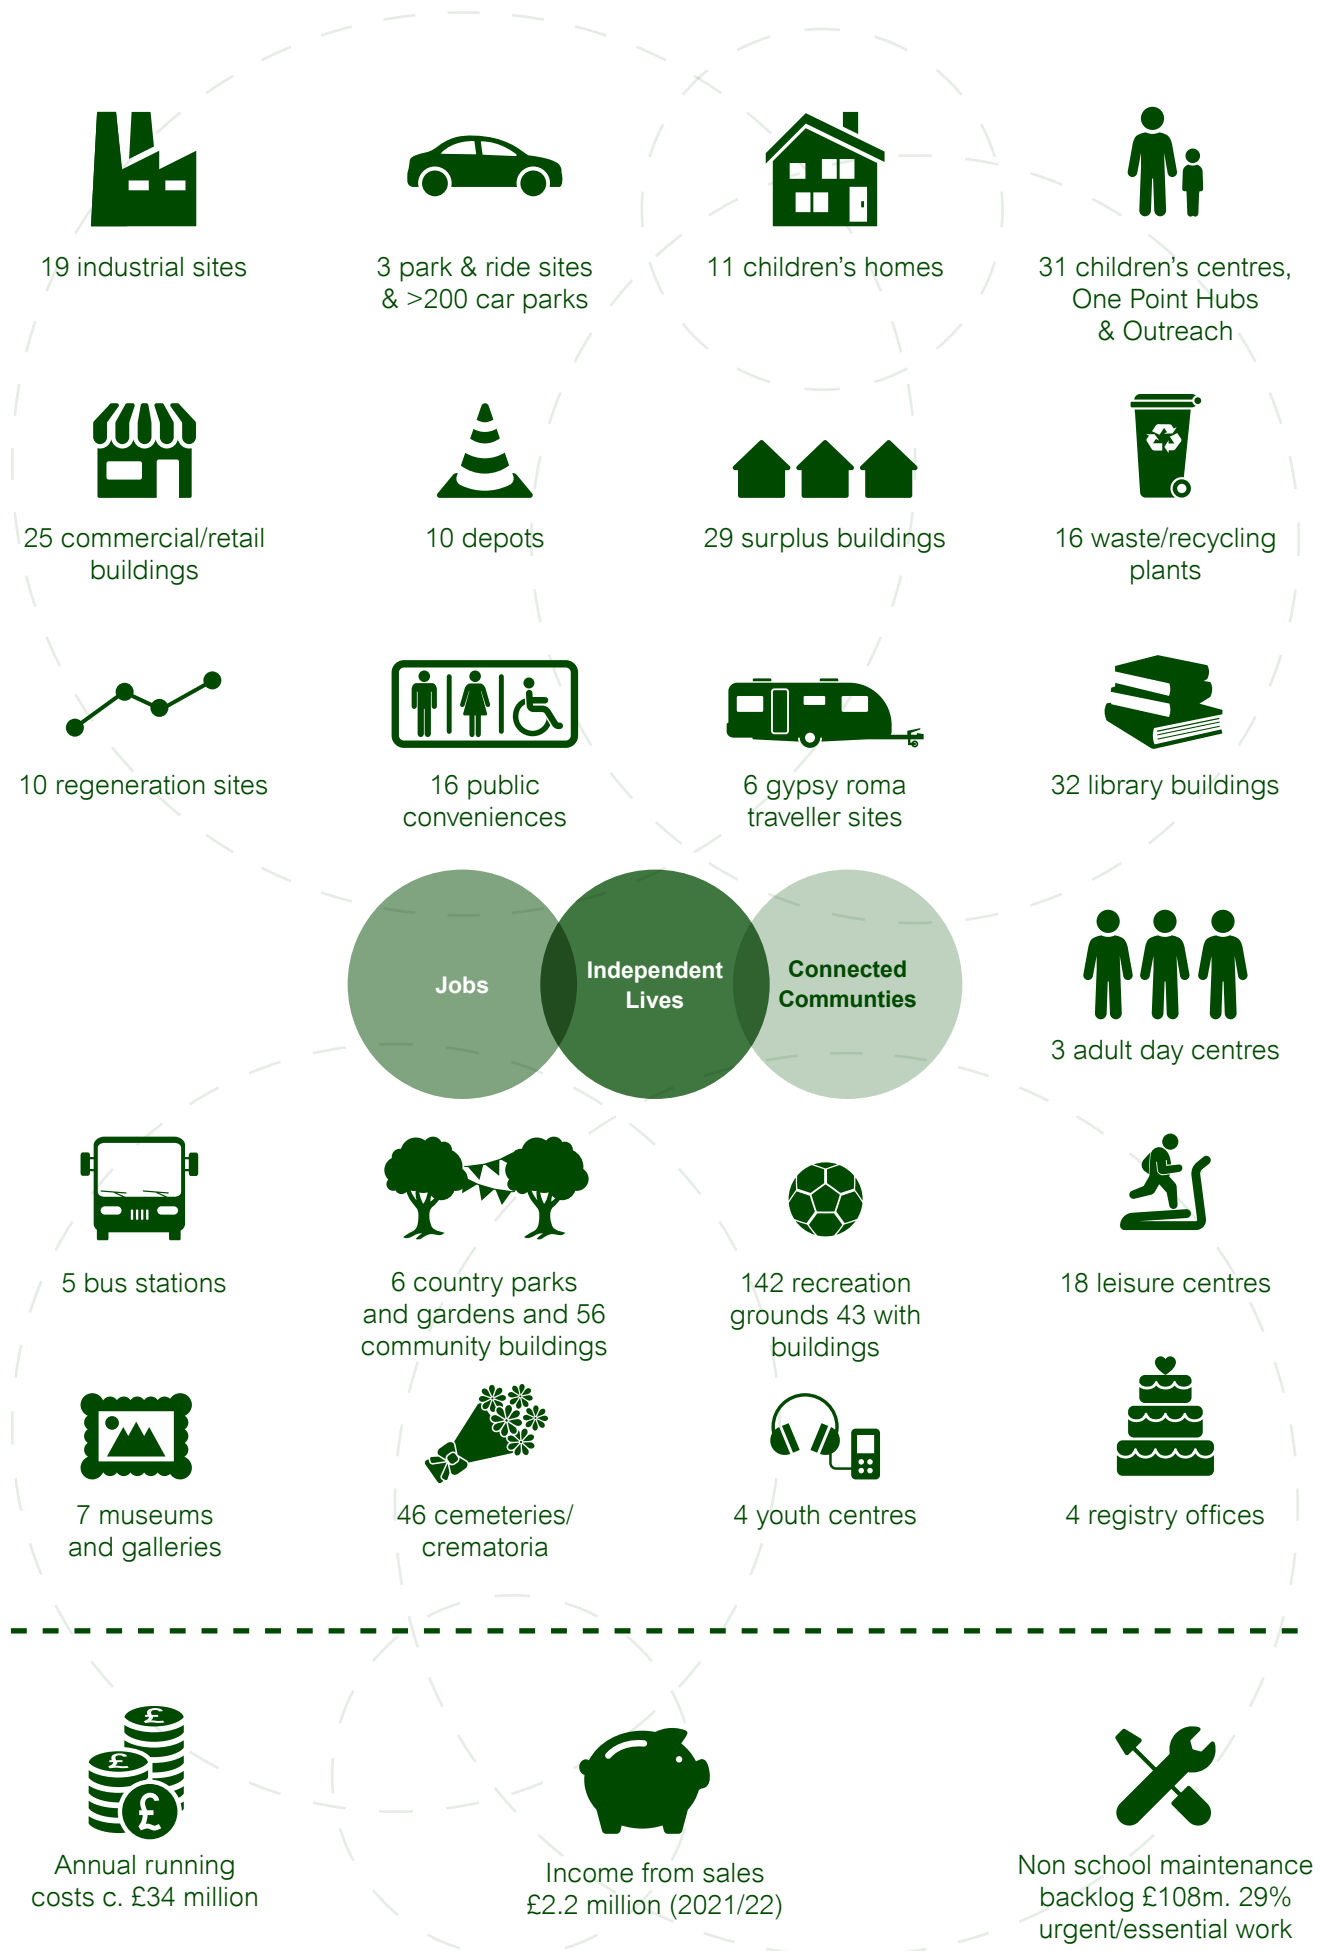 19 industrial sites
3 park & ride sites
& >200 car parks
11 children’s homes
31 children’s centres,
One Point Hubs
& Outreach
25 commercial/retail
buildings
10 depots
29 surplus buildings
16 waste/recycling
plants
10 regeneration sites
16 public
conveniences
6 gypsy roma
traveller sites
32 library buildings
Jobs
Independent
Lives
Connected
Communties
3 adult day centres
5 bus stations
6 country parks
and gardens and 56
community buildings
142 recreation
grounds 43 with
buildings
18 leisure centres
7 museums
and galleries
46 cemeteries/
crematoria
4 youth centres
4 registry offices
£
£
£
Annual running
costs c. £34 million
Income from sales
£2.2 million (2021/22)
Non school maintenance
backlog £108m. 29%
urgent/essential work